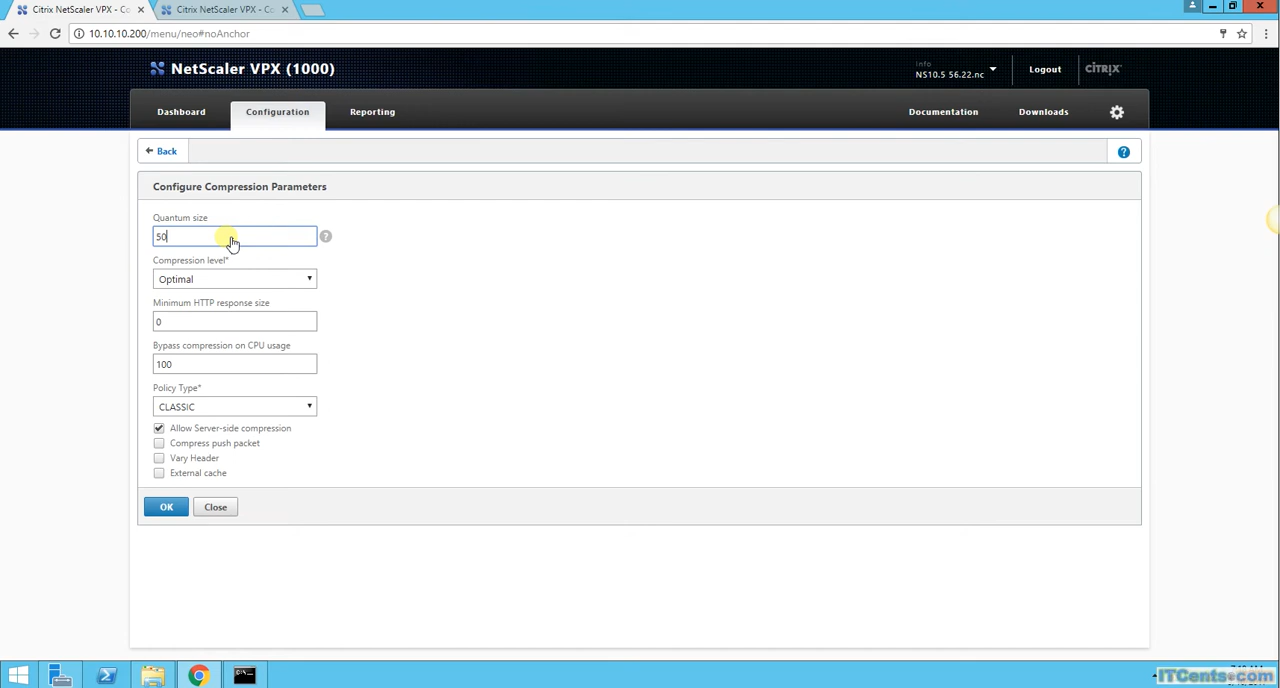 Citrix NetScaler VPX - Co
Citrix NetScaler VPX - Co
10.10.10.200/menu/neo#noAnchor
NetScaler VPX (1000)
Info
NS10.5 56.22.nc
Logout
CITRIX
Dashboard
Configuration
Reporting
Documentation
Downloads
Back
?
Configure Compression Parameters
Quantum size
50
?
Compression level*
Optimal
Minimum HTTP response size
0
Bypass compression on CPU usage
100
Policy Type*
CLASSIC
Allow Server-side compression
Compress push packet
Vary Header
External cache
OK
Close
ITCents.com